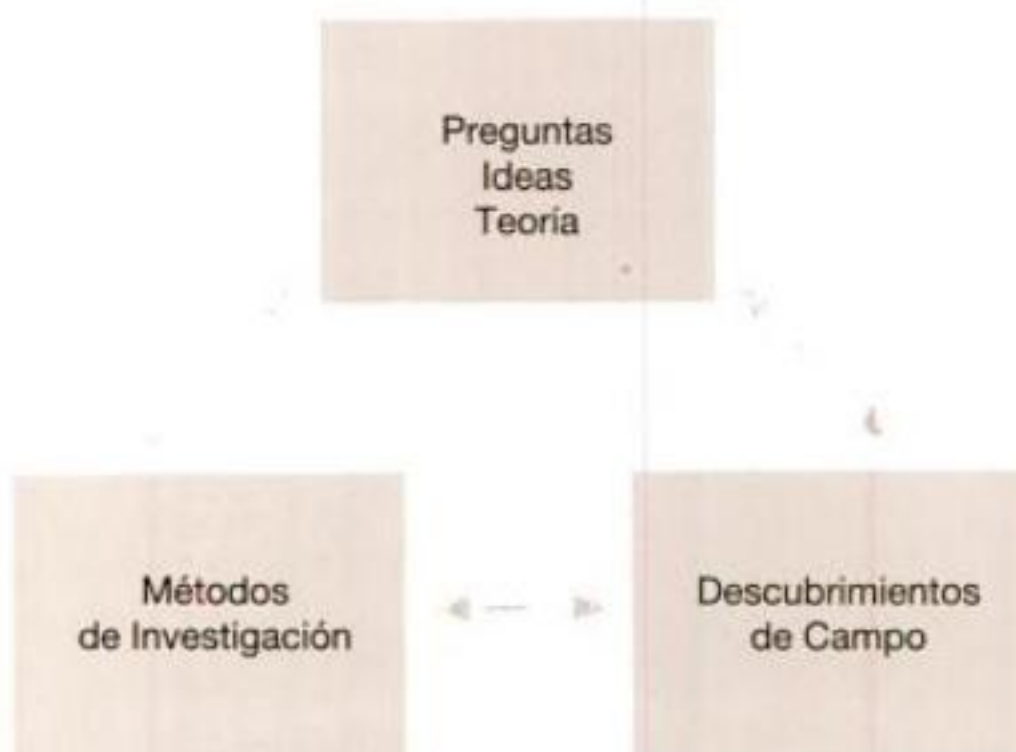 Preguntas
Ideas
Teoría
Métodos
de Investigación
Descubrimientos
de Campo